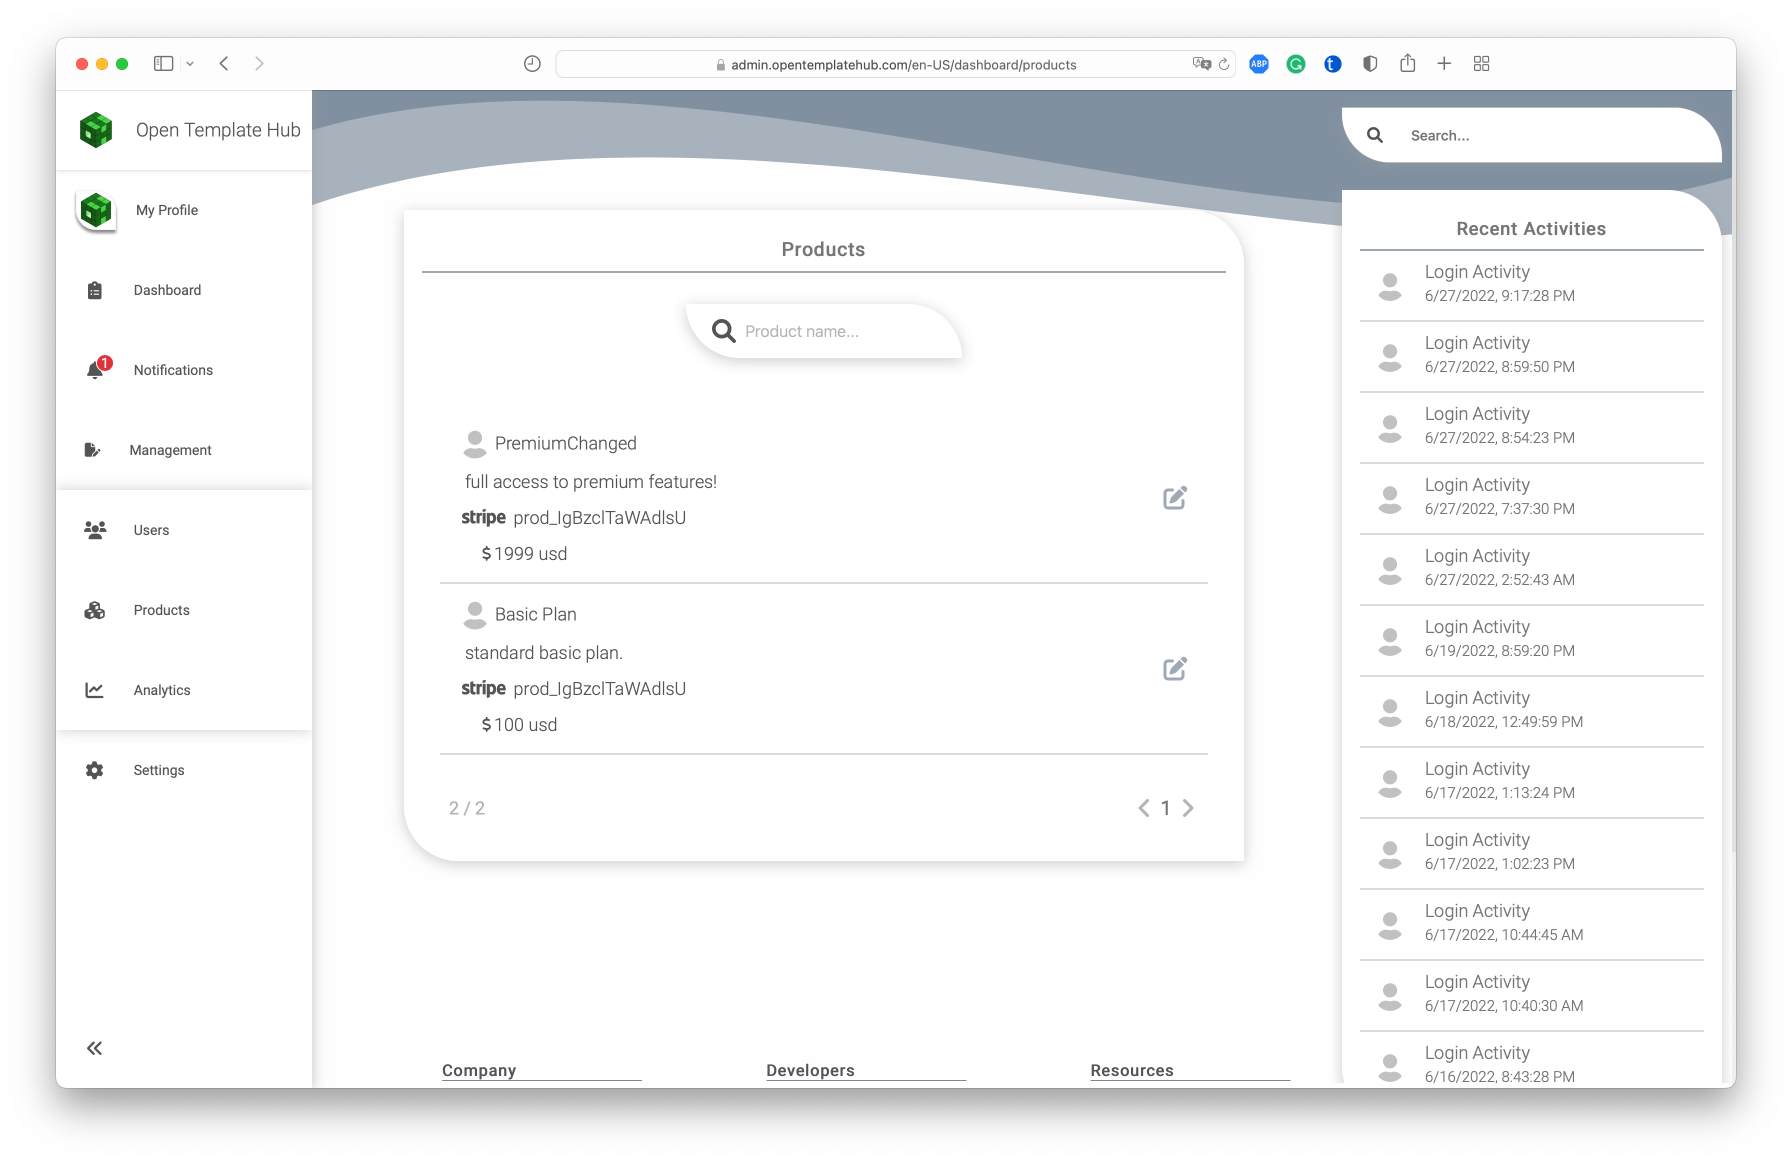 admin.opentemplatehub.com/en-US/dashboard/products
ABP
Open Template Hub
My Profile
Dashboard
1
Notifications
Management
Users
Products
Analytics
Settings
Products
Product name...
PremiumChanged
full access to premium features!
stripe prod_IgBzclTaWAdlsU
$ 1999 usd
Basic Plan
standard basic plan.
stripe prod_IgBzclTaWAdlsU
$ 100 usd
2 / 2
1
Search...
Recent Activities
Login Activity
6/27/2022, 9:17:28 PM
Login Activity
6/27/2022, 8:59:50 PM
Login Activity
6/27/2022, 8:54:23 PM
Login Activity
6/27/2022, 7:37:30 PM
Login Activity
6/27/2022, 2:52:43 AM
Login Activity
6/19/2022, 8:59:20 PM
Login Activity
6/18/2022, 12:49:59 PM
Login Activity
6/17/2022, 1:13:24 PM
Login Activity
6/17/2022, 1:02:23 PM
Login Activity
6/17/2022, 10:44:45 AM
Login Activity
6/17/2022, 10:40:30 AM
Login Activity
6/16/2022, 8:43:28 PM
Company
Developers
Resources